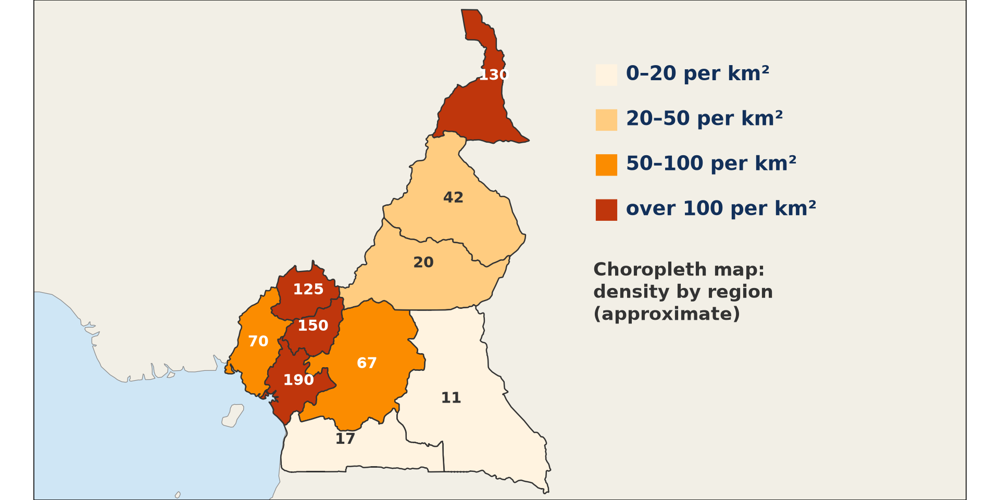 130
0–20 per km²
20–50 per km²
50–100 per km²
over 100 per km²
42
20
Choropleth map:
density by region
(approximate)
125
150
70
67
190
11
17